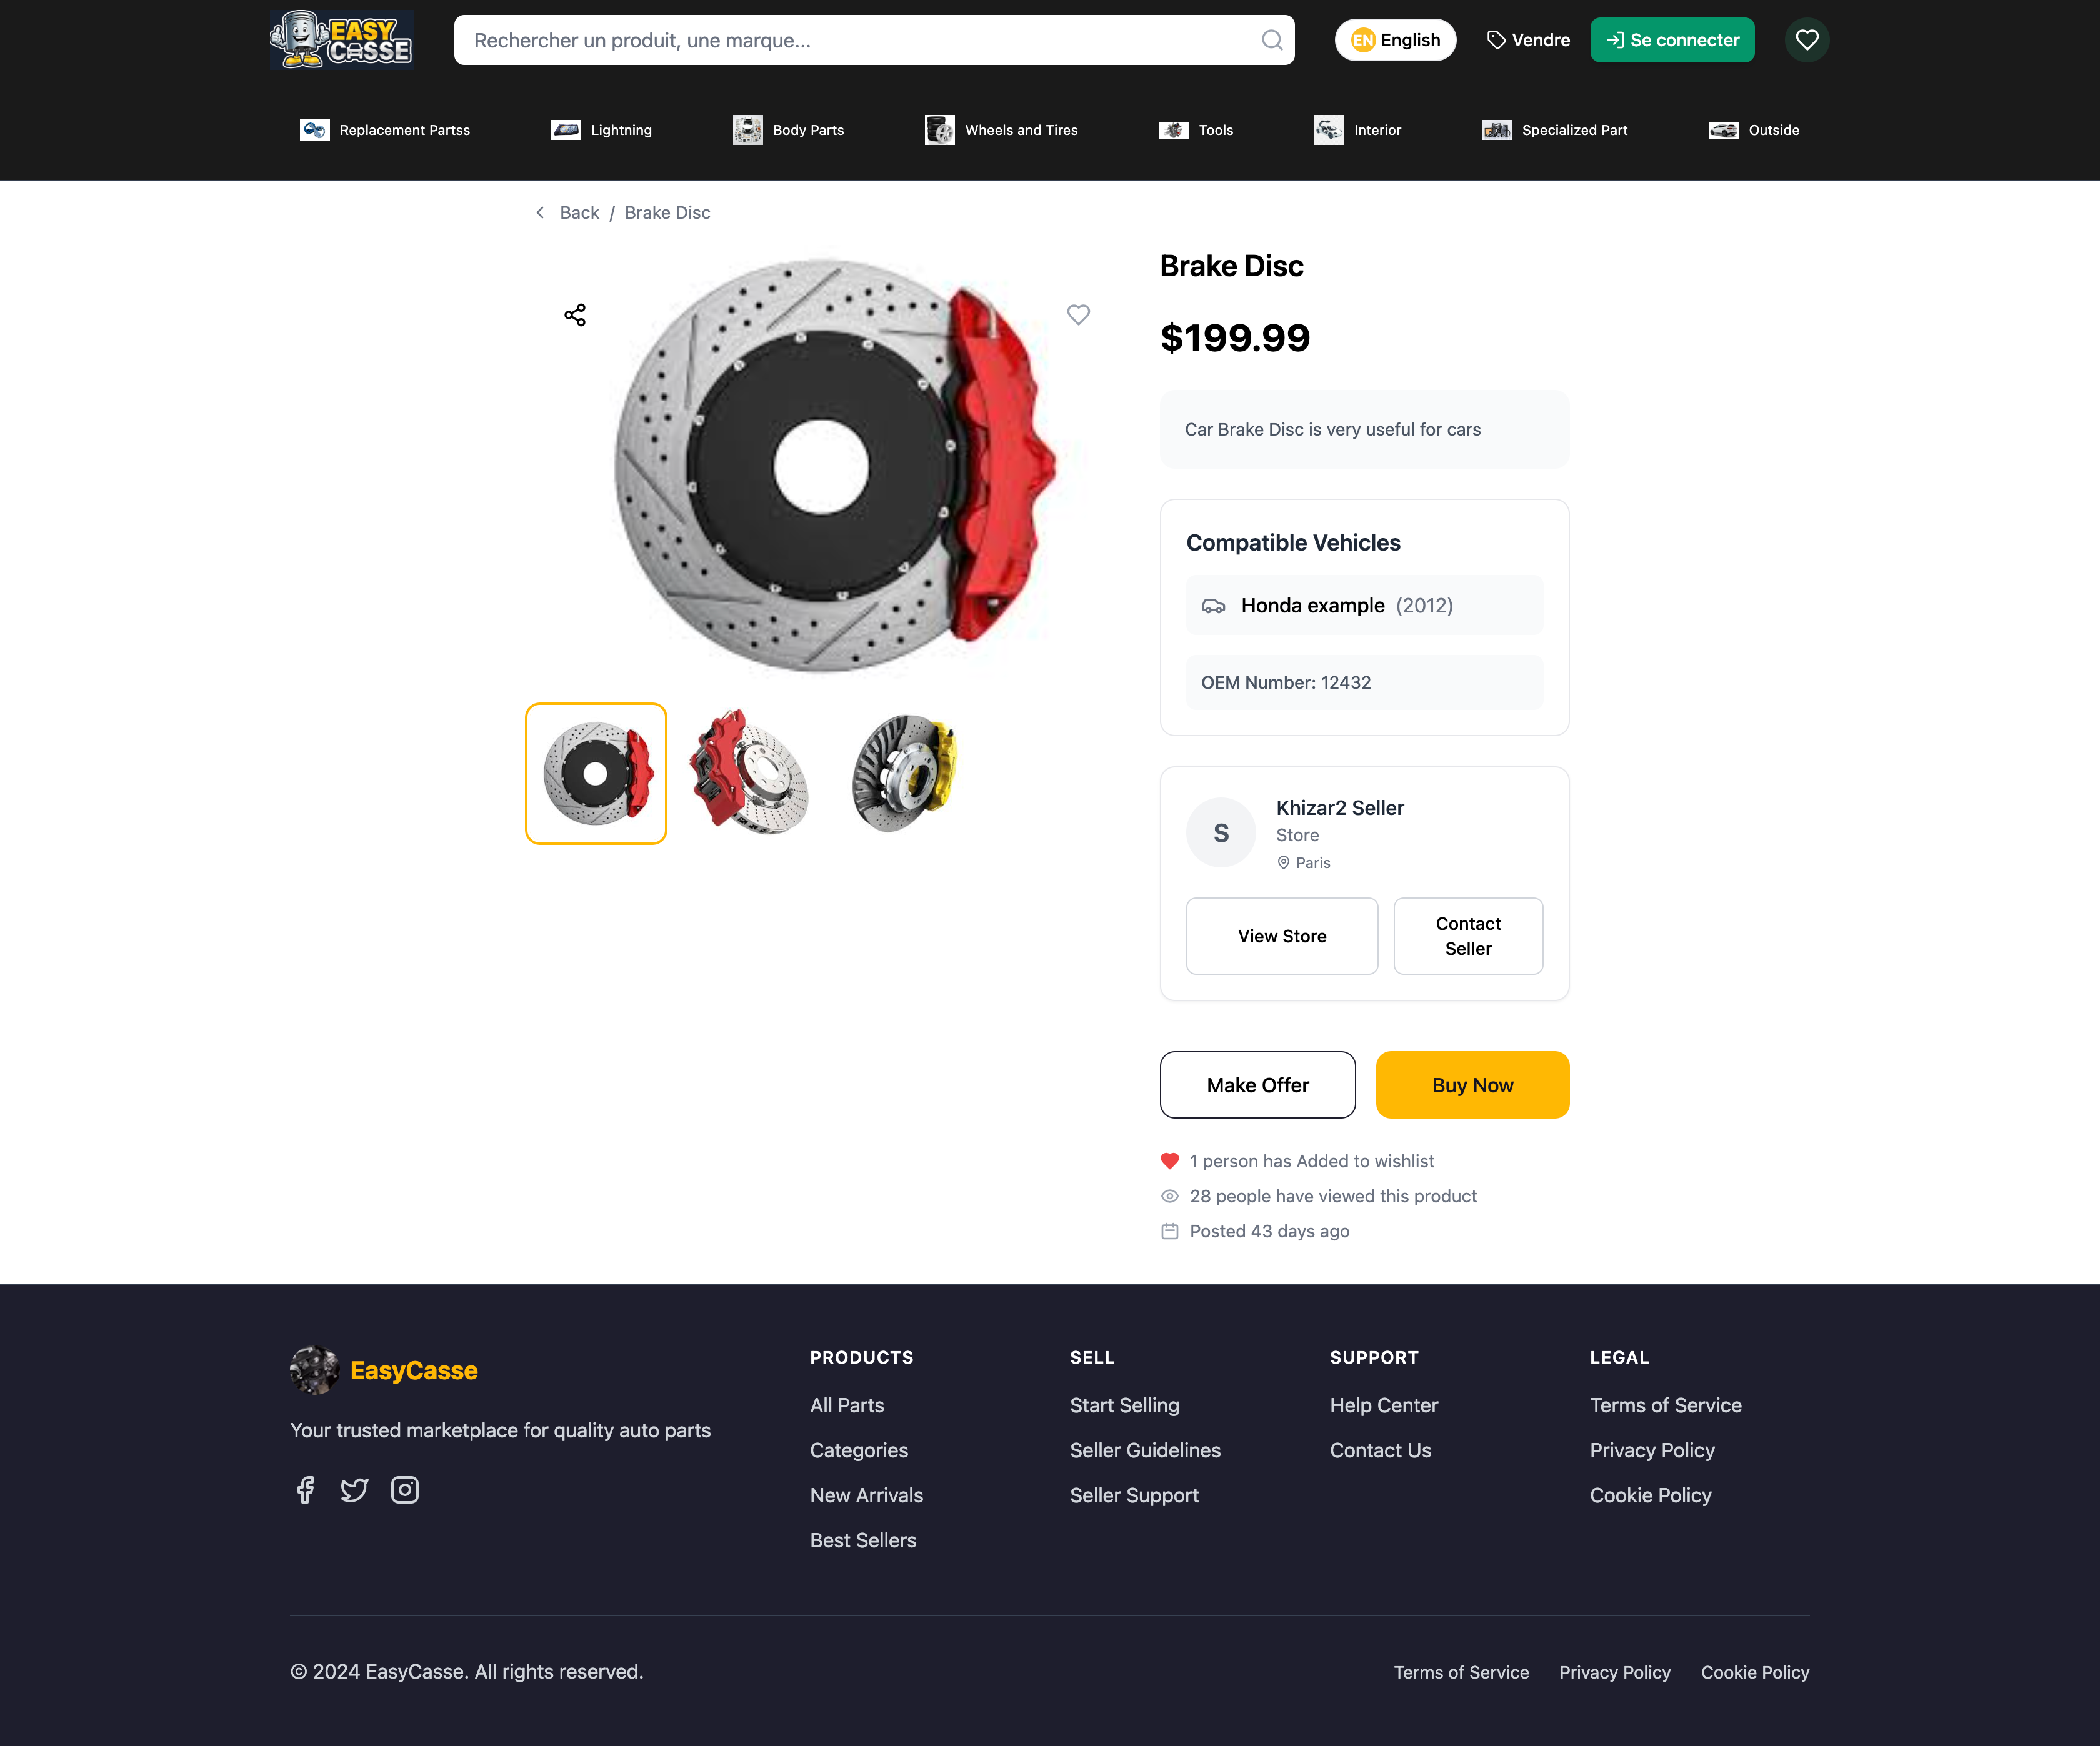 EASY
CASSE
Rechercher un produit, une marque...
EN English
Vendre
Se connecter
Replacement Partss
Lightning
Body Parts
Wheels and Tires
Tools
Interior
Specialized Part
Outside
Back / Brake Disc
Brake Disc
$199.99
Car Brake Disc is very useful for cars
Compatible Vehicles
Honda example (2012)
OEM Number: 12432
S
Khizar2 Seller
Store
Paris
View Store
Contact
Seller
Make Offer
Buy Now
1 person has Added to wishlist
28 people have viewed this product
Posted 43 days ago
EasyCasse
Your trusted marketplace for quality auto parts
PRODUCTS
All Parts
Categories
New Arrivals
Best Sellers
SELL
Start Selling
Seller Guidelines
Seller Support
SUPPORT
Help Center
Contact Us
LEGAL
Terms of Service
Privacy Policy
Cookie Policy
© 2024 EasyCasse. All rights reserved.
Terms of Service
Privacy Policy
Cookie Policy